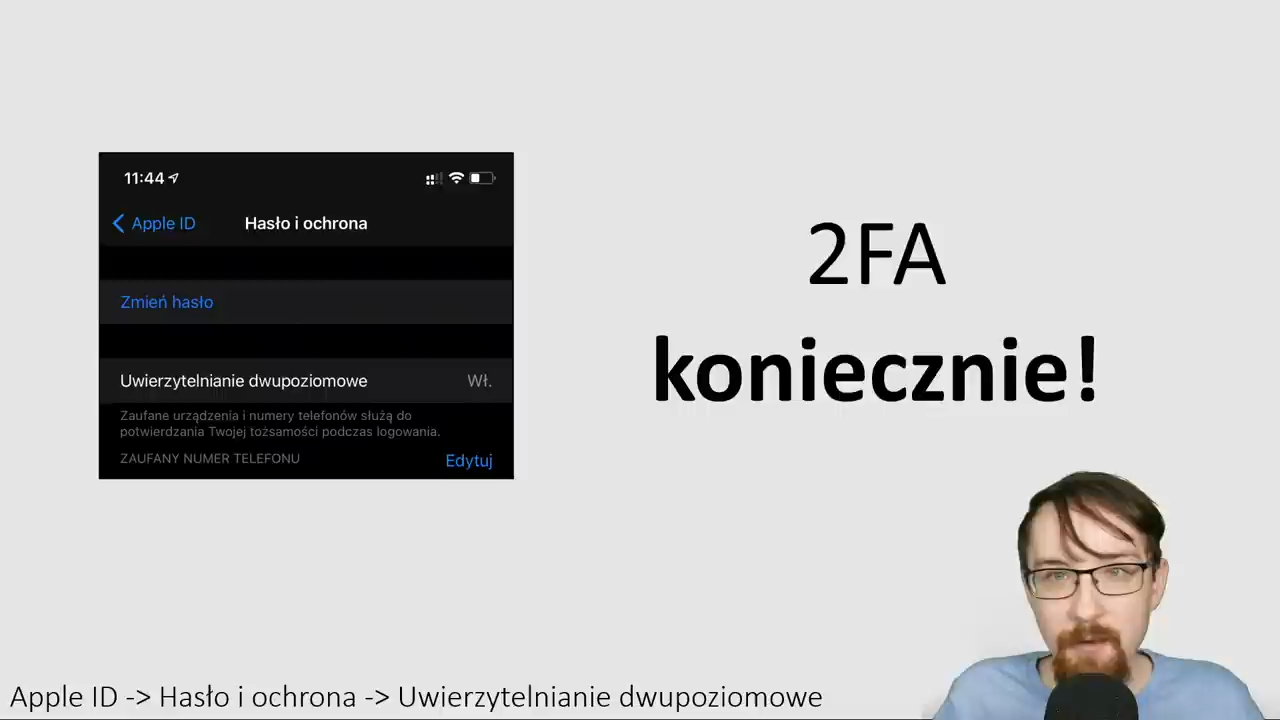 11:44
Apple ID
Hasło i ochrona
Zmień hasło
Uwierzytelnianie dwupoziomowe
Wł.
Zaufane urządzenia i numery telefonów służą do
potwierdzania Twojej tożsamości podczas logowania.
ZAUFANY NUMER TELEFONU
Edytuj
2FA
koniecznie!
Apple ID -> Hasło i ochrona -> Uwierzytelnianie dwupoziomowe